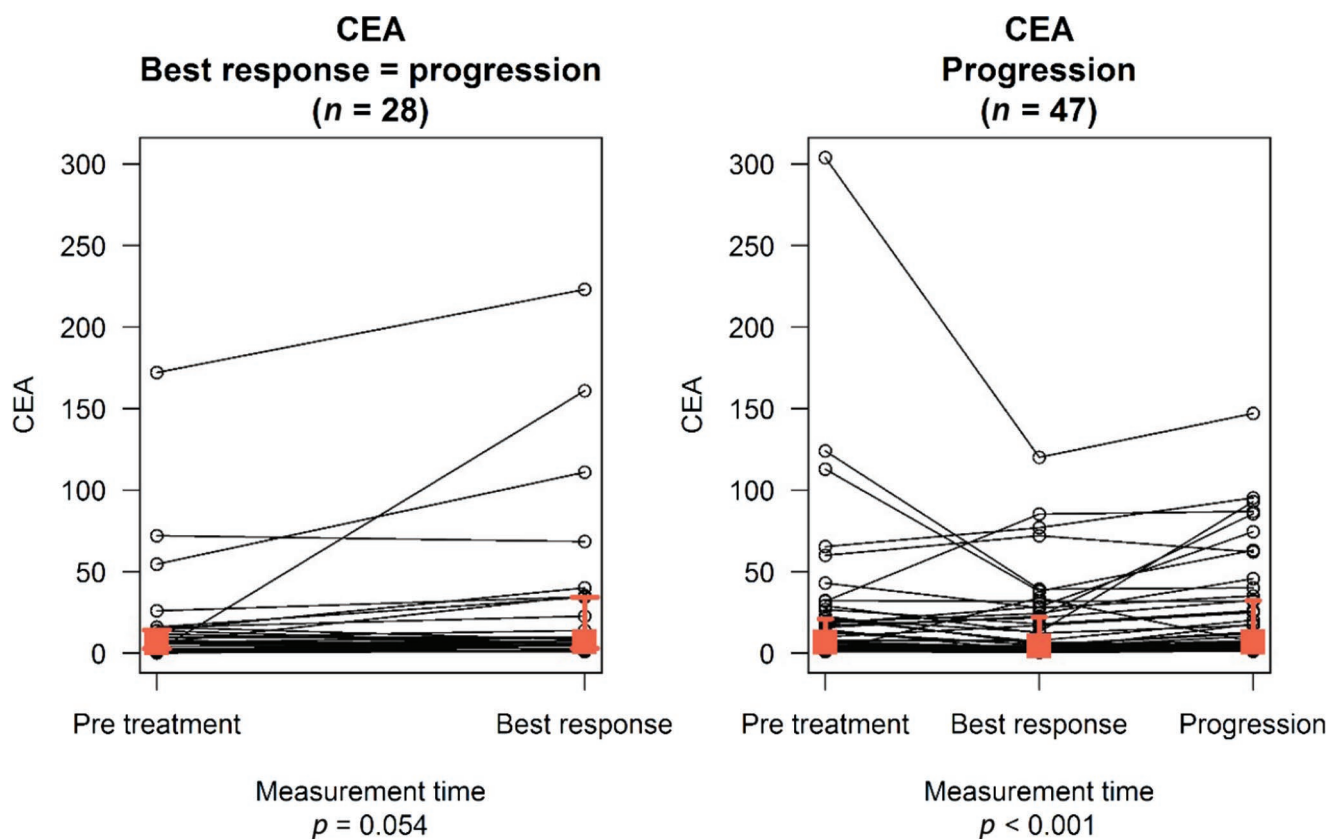 CEA
Best response = progression
(n = 28)
CEA
300
250
200
150
100
50
0
Pre treatment
Best response
Measurement time
p = 0.054
CEA
Progression
(n = 47)
CEA
300
250
200
150
100
50
0
Pre treatment
Best response
Progression
Measurement time
p < 0.001